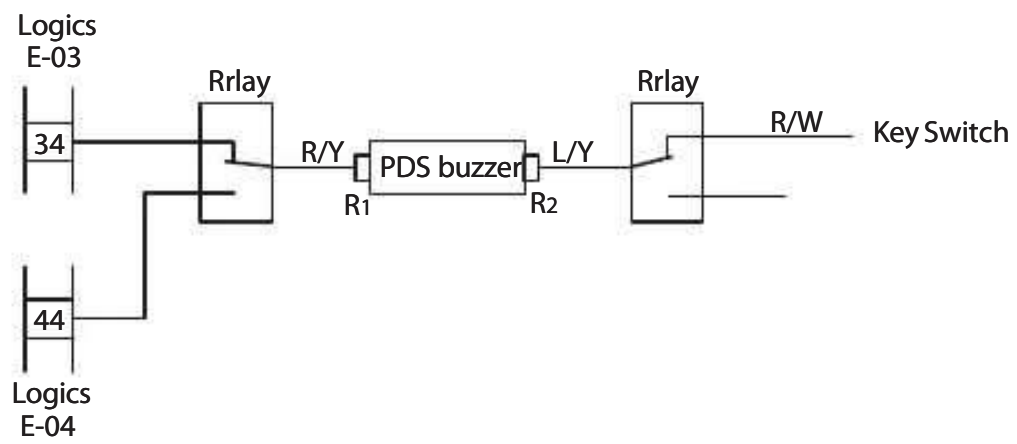 Logics
E-03
Rrlay
Rrlay
34
R/Y
PDS buzzer
L/Y
R/W
Key Switch
R1
R2
44
Logics
E-04